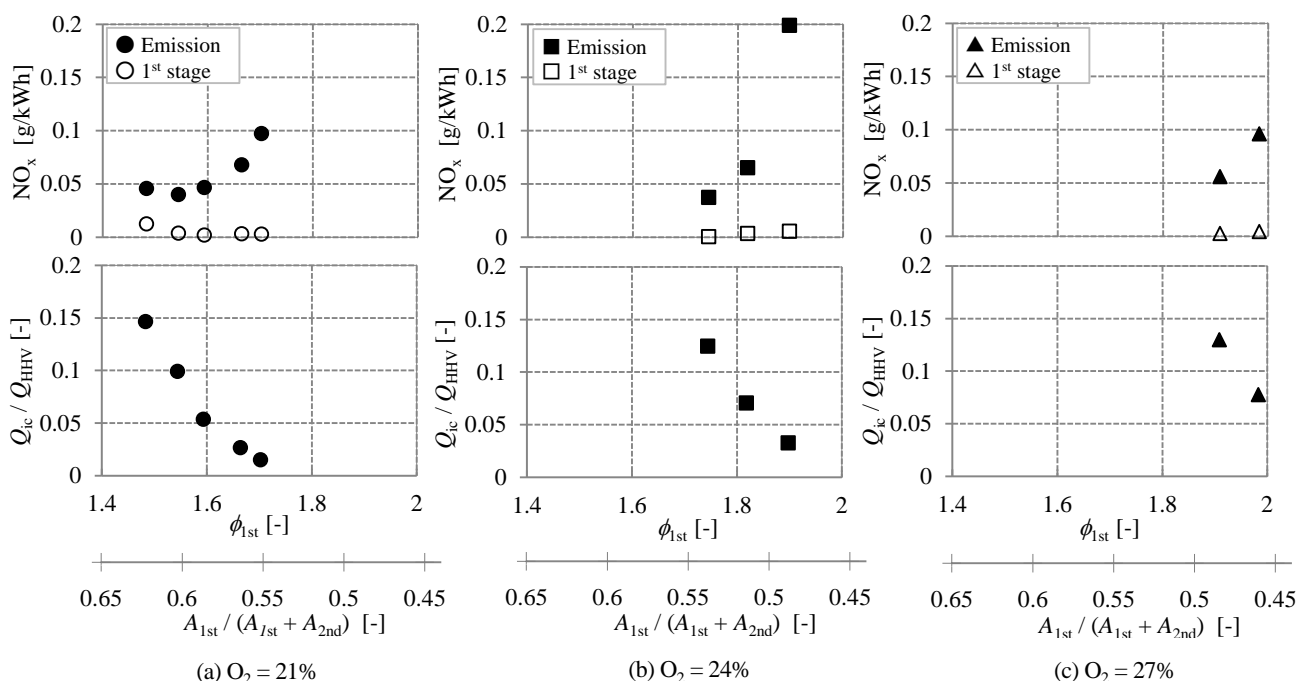 0.2
0.15
0.1
0.05
0
NOx [g/kWh]
Emission
1st stage
0.2
0.15
0.1
0.05
0
Qic / QHHV [-]
1.4 1.6 1.8 2
ϕ1st [-]
0.65 0.6 0.55 0.5 0.45
A1st / (A1st + A2nd) [-]
(a) O2 = 21%
0.2
0.15
0.1
0.05
0
NOx [g/kWh]
Emission
1st stage
0.2
0.15
0.1
0.05
0
Qic / QHHV [-]
1.4 1.6 1.8 2
ϕ1st [-]
0.65 0.6 0.55 0.5 0.45
A1st / (A1st + A2nd) [-]
(b) O2 = 24%
0.2
0.15
0.1
0.05
0
NOx [g/kWh]
Emission
1st stage
0.2
0.15
0.1
0.05
0
Qic / QHHV [-]
1.4 1.6 1.8 2
ϕ1st [-]
0.65 0.6 0.55 0.5 0.45
A1st / (A1st + A2nd) [-]
(c) O2 = 27%